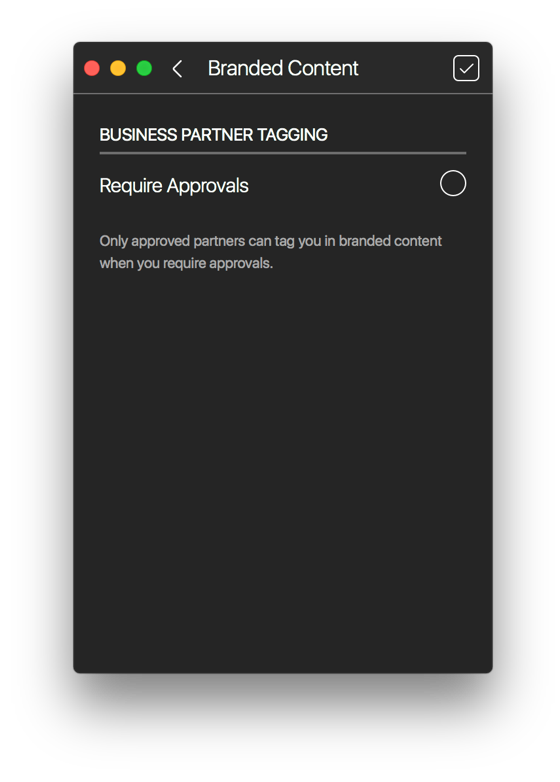 Branded Content
BUSINESS PARTNER TAGGING
Require Approvals
Only approved partners can tag you in branded content
when you require approvals.